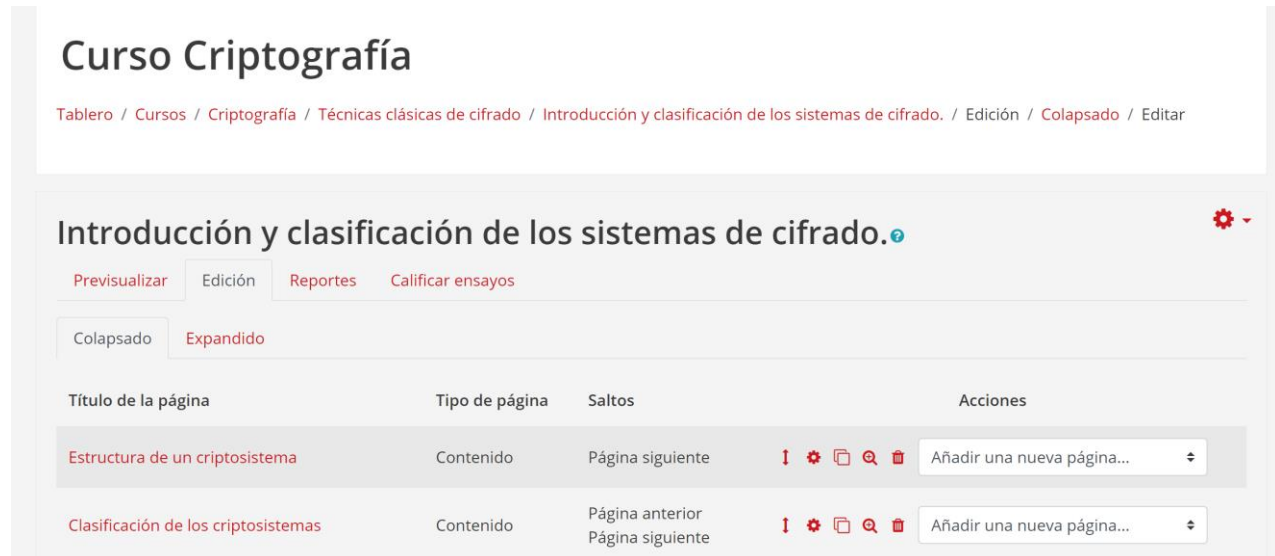 Curso Criptografía
Tablero / Cursos / Criptografía / Técnicas clásicas de cifrado / Introducción y clasificación de los sistemas de cifrado. / Edición / Colapsado / Editar
Introducción y clasificación de los sistemas de cifrado.
Previsualizar Edición Reportes Calificar ensayos
Colapsado Expandido
Título de la página Tipo de página Saltos Acciones
Estructura de un criptosistema Contenido Página siguiente Añadir una nueva página...
Clasificación de los criptosistemas Contenido Página anterior Añadir una nueva página...
Página siguiente